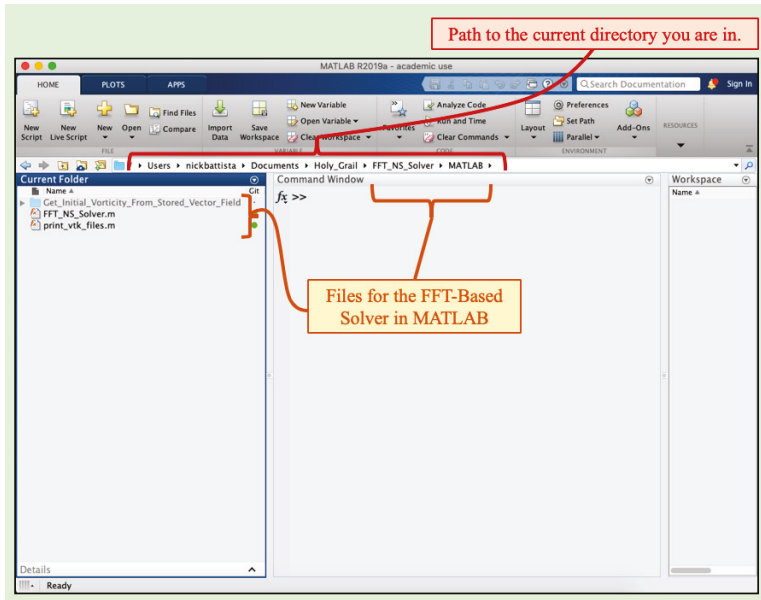 Path to the current directory you are in.
MATLAB R2019a - academic use
HOME PLOTS APPS
Search Documentation
Sign In
New Script
New Live Script
New
Open
Find Files
Compare
Import Data
Save Workspace
New Variable
Open Variable
Clear Workspace
Favorites
Analyze Code
Run and Time
Clear Commands
Layout
Preferences
Set Path
Parallel
Add-Ons
RESOURCES
FILE VARIABLE CODE ENVIRONMENT
Users nickbattista Documents Holy_Grail FFT_NS_Solver MATLAB
Current Folder
Name Git
Get_Initial_Vorticity_From_Stored_Vector_Field
FFT_NS_Solver.m
print_vtk_files.m
Command Window
fx >>
Workspace
Name
Files for the FFT-Based
Solver in MATLAB
Details
Ready